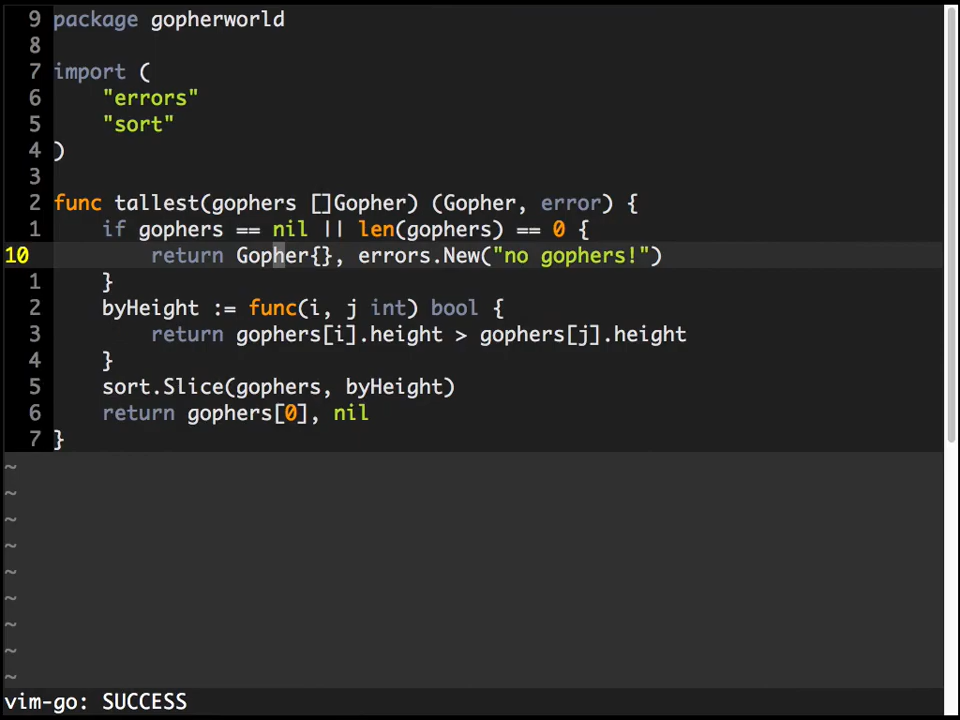 9 package gopherworld
8
7 import (
6     "errors"
5     "sort"
4 )
3
2 func tallest(gophers []Gopher) (Gopher, error) {
1     if gophers == nil || len(gophers) == 0 {
10         return Gopher{}, errors.New("no gophers!")
1     }
2     byHeight := func(i, j int) bool {
3         return gophers[i].height > gophers[j].height
4     }
5     sort.Slice(gophers, byHeight)
6     return gophers[0], nil
7 }
~
~
~
~
~
~
~
~
~
vim-go: SUCCESS